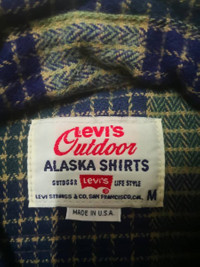 Levi's
Outdoor
ALASKA SHIRTS
OUTDOOR Levi's LIFE STYLE
LEVI STRAUSS & CO. SAN FRANCISCO.CA. M
MADE IN U.S.A.